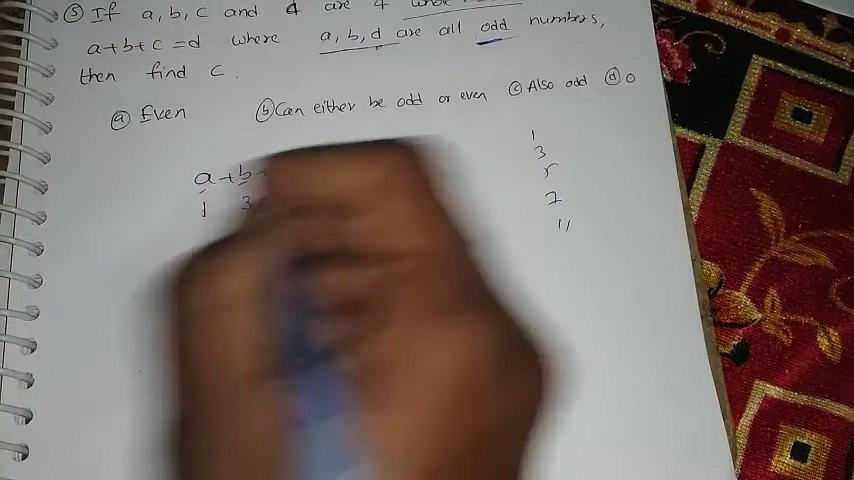 ⑤ If a, b, c and d are 4 whole
a+b+c =d where a, b, d are all odd numbers,
then find c.
ⓐ Even ⓑ Can either be odd or even ⓒ Also odd ⓓ 0
a+b+
1 3
1
3
7
11